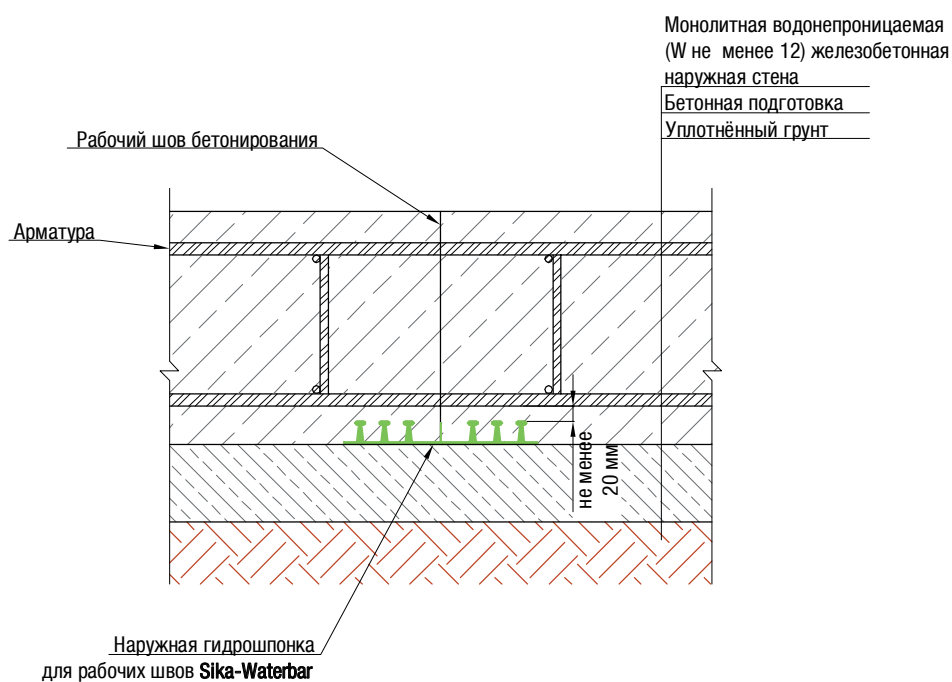 Монолитная водонепроницаемая
(W не менее 12) железобетонная
наружная стена
Бетонная подготовка
Уплотнённый грунт
Рабочий шов бетонирования
Арматура
не менее
20 мм
Наружная гидрошпонка
для рабочих швов Sika-Waterbar